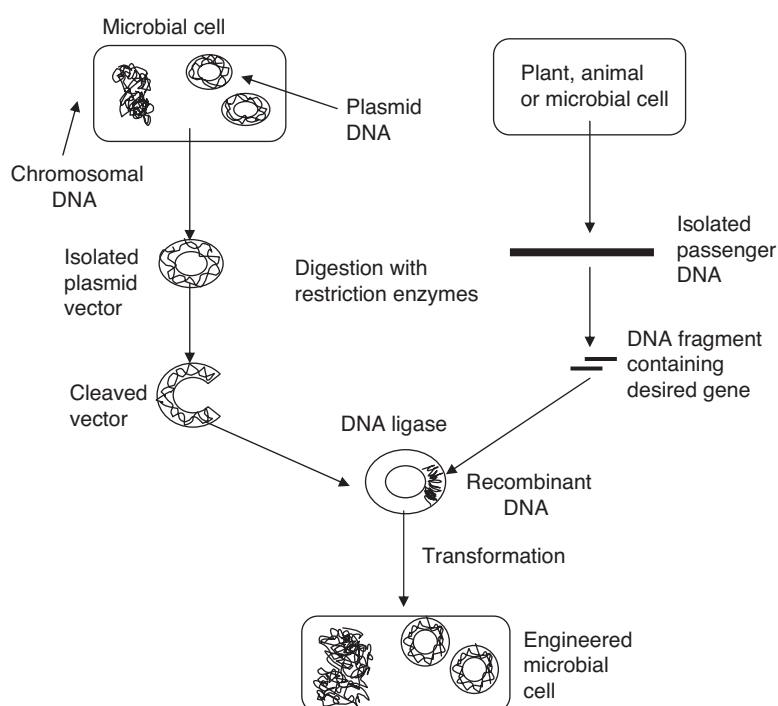 Microbial cell
Plasmid
DNA
Chromosomal
DNA
Plant, animal
or microbial cell
Isolated
plasmid
vector
Digestion with
restriction enzymes
Isolated
passenger
DNA
Cleaved
vector
DNA fragment
containing
desired gene
DNA ligase
Recombinant
DNA
Transformation
Engineered
microbial
cell